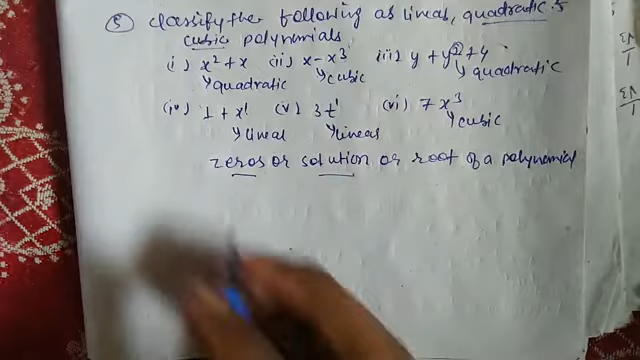 ⑤ classify the following as linear, quadratic &
cubic polynomials.
(i) x² + x (ii) x - x³ (iii) y + y² + 4
quadratic cubic quadratic
(iv) 1 + x¹ (v) 3t¹ (vi) 7x³
lineal linear cubic
zeros or solution or root of a polynomial